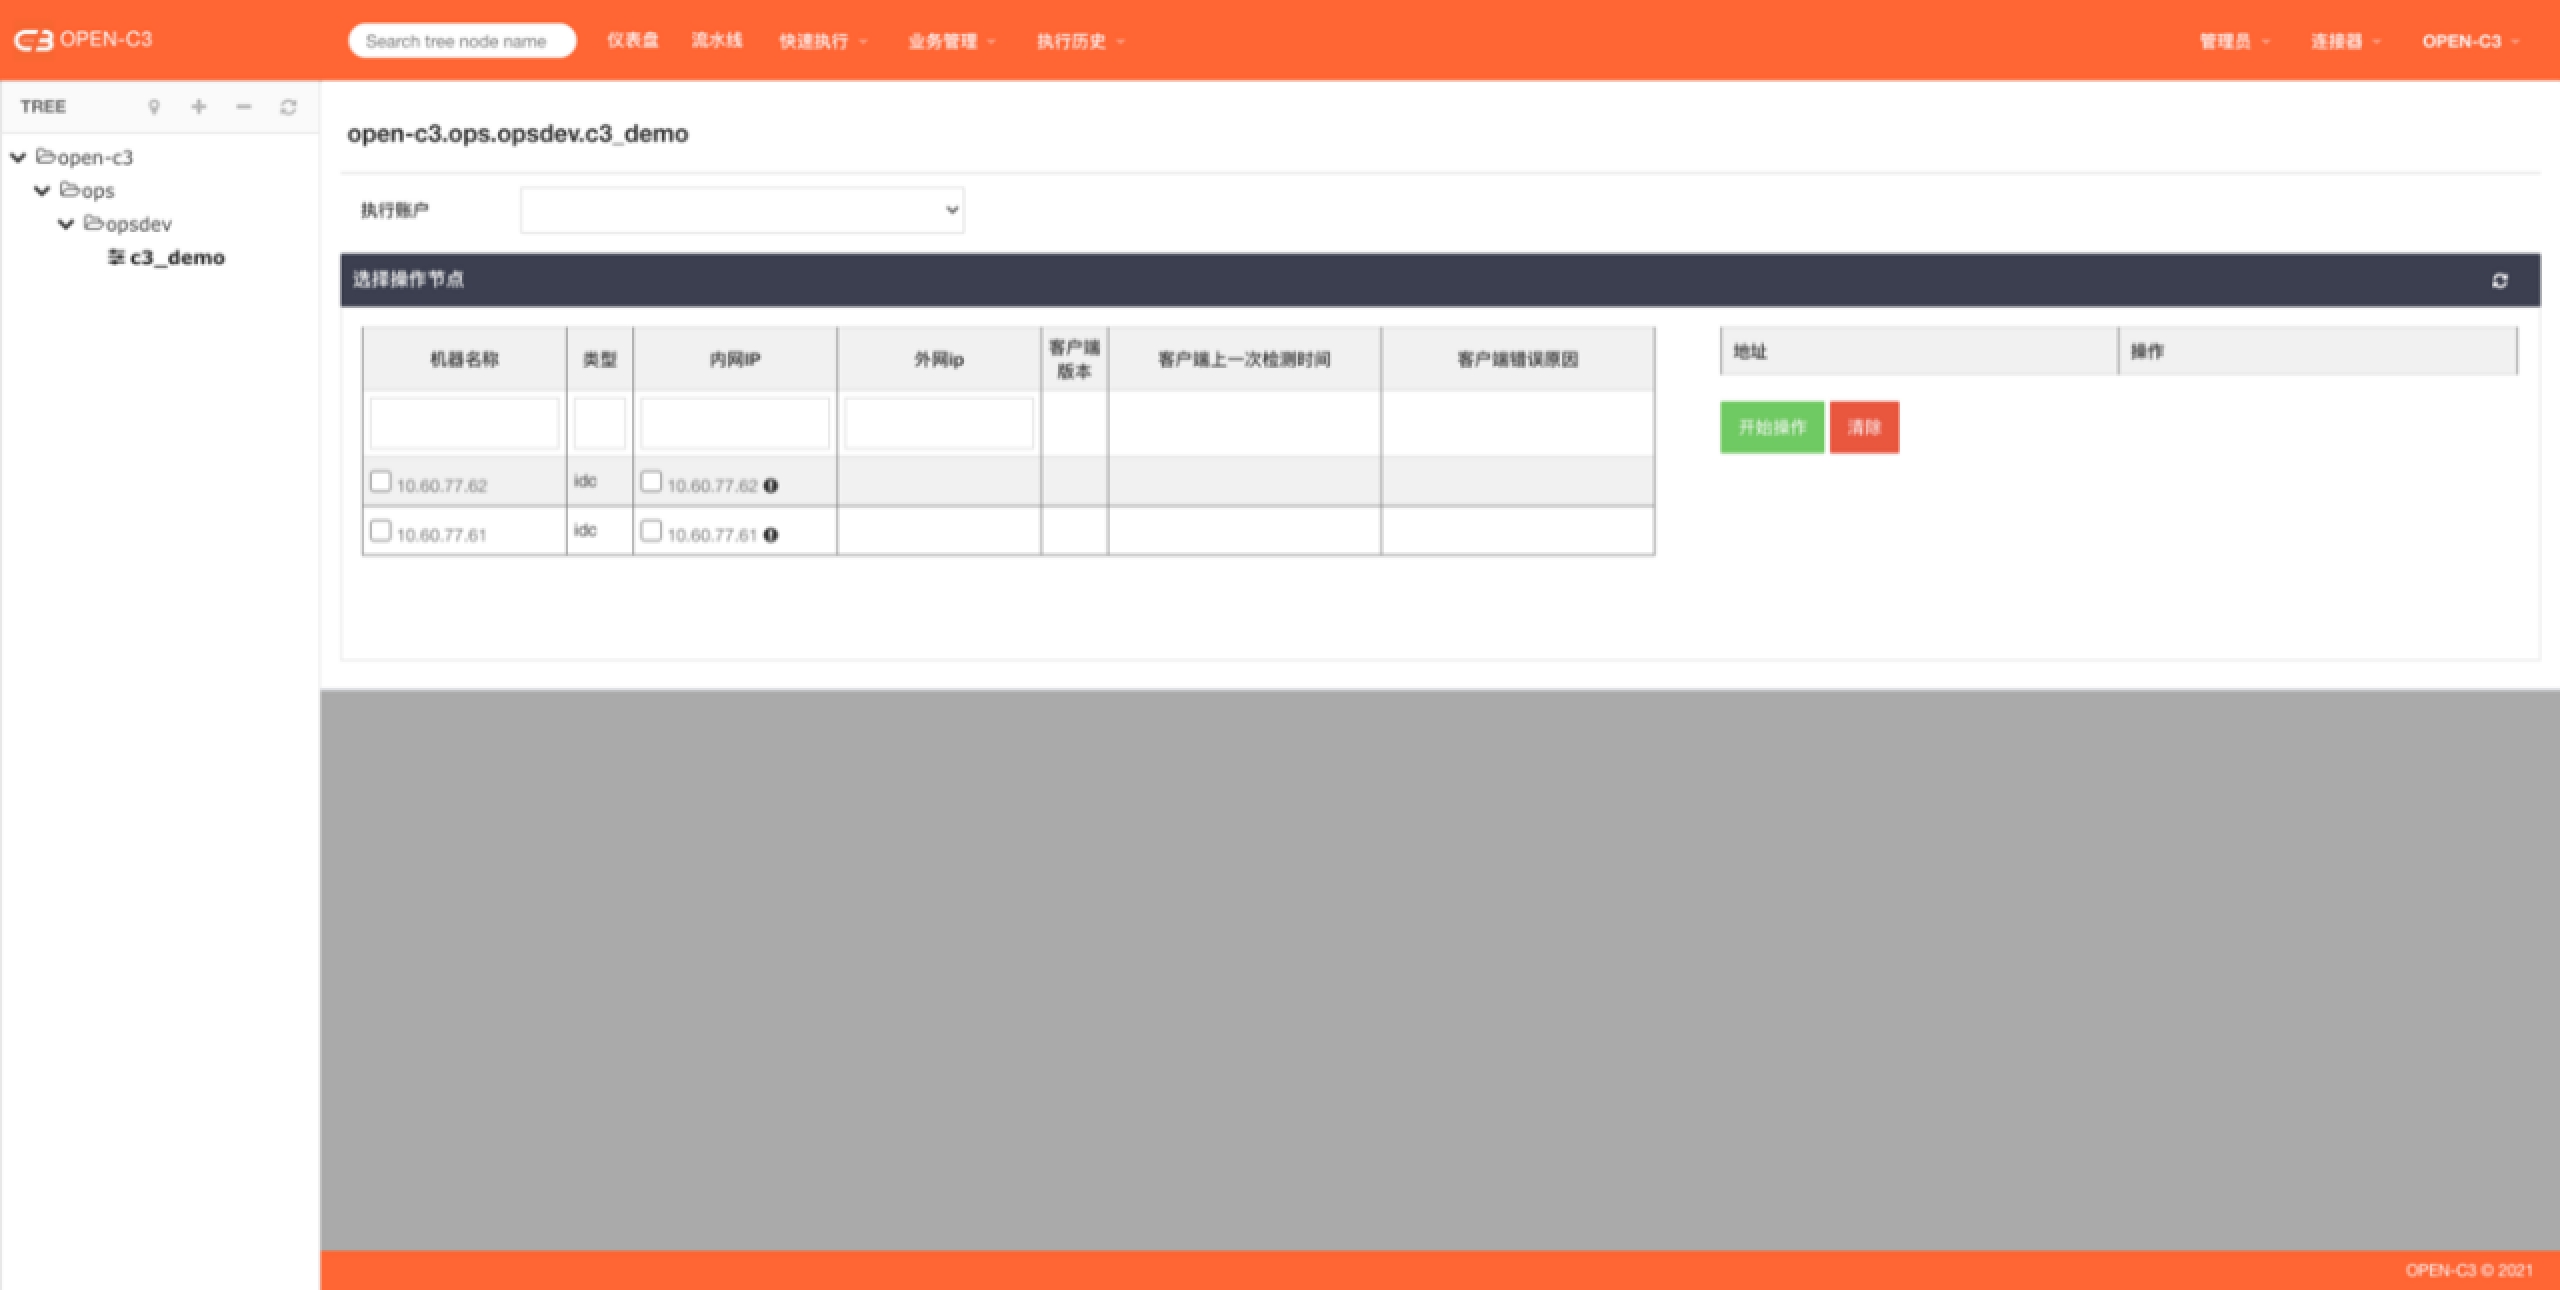 OPEN-C3
Search tree node name 仪表盘 流水线 快速执行 业务管理 执行历史 管理员 连接器 OPEN-C3
TREE
open-c3
ops
opsdev
c3_demo
open-c3.ops.opsdev.c3_demo
执行账户
选择操作节点
机器名称 类型 内网IP 外网ip 客户端版本 客户端上一次检测时间 客户端错误原因
10.60.77.62 idc 10.60.77.62
10.60.77.61 idc 10.60.77.61
地址 操作
开始操作 清除
OPEN-C3 © 2021